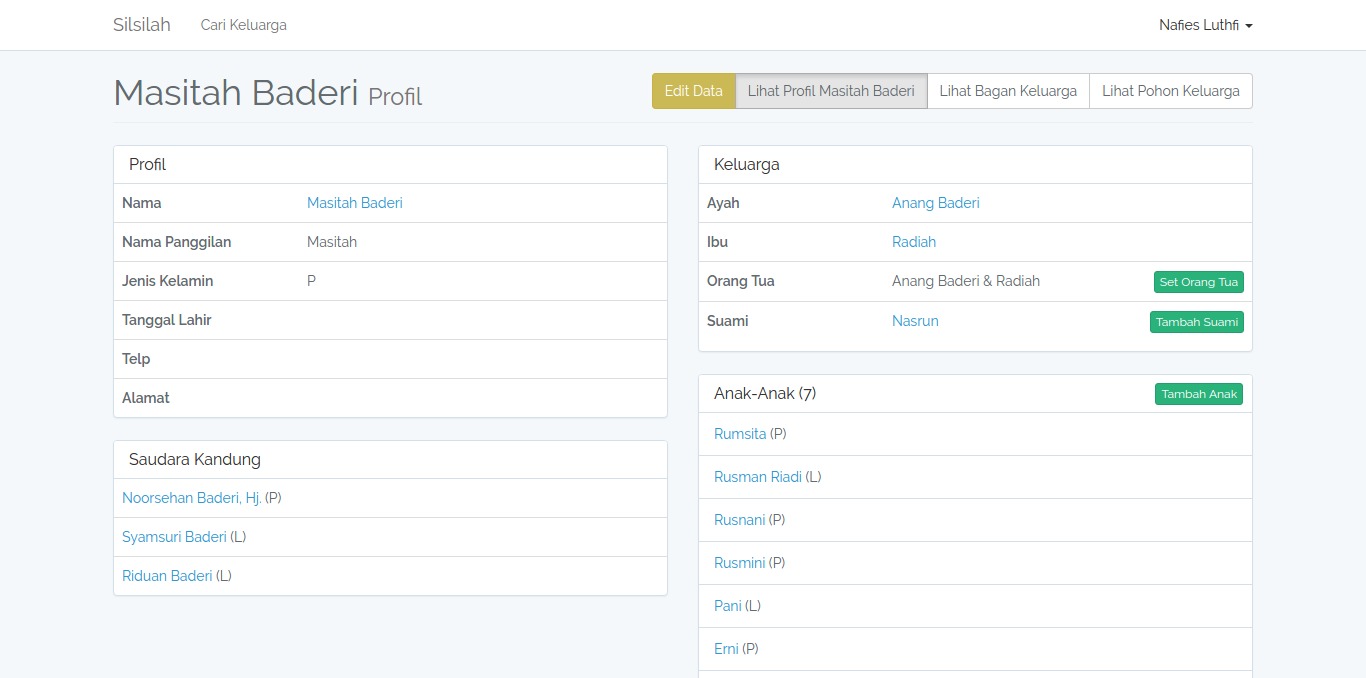 Silsilah Cari Keluarga Nafies Luthfi
Masitah Baderi Profil
Edit Data Lihat Profil Masitah Baderi Lihat Bagan Keluarga Lihat Pohon Keluarga
Profil
Nama Masitah Baderi
Nama Panggilan Masitah
Jenis Kelamin P
Tanggal Lahir
Telp
Alamat
Saudara Kandung
Noorsehan Baderi, Hj. (P)
Syamsuri Baderi (L)
Riduan Baderi (L)
Keluarga
Ayah Anang Baderi
Ibu Radiah
Orang Tua Anang Baderi & Radiah Set Orang Tua
Suami Nasrun Tambah Suami
Anak-Anak (7) Tambah Anak
Rumsita (P)
Rusman Riadi (L)
Rusnani (P)
Rusmini (P)
Pani (L)
Erni (P)